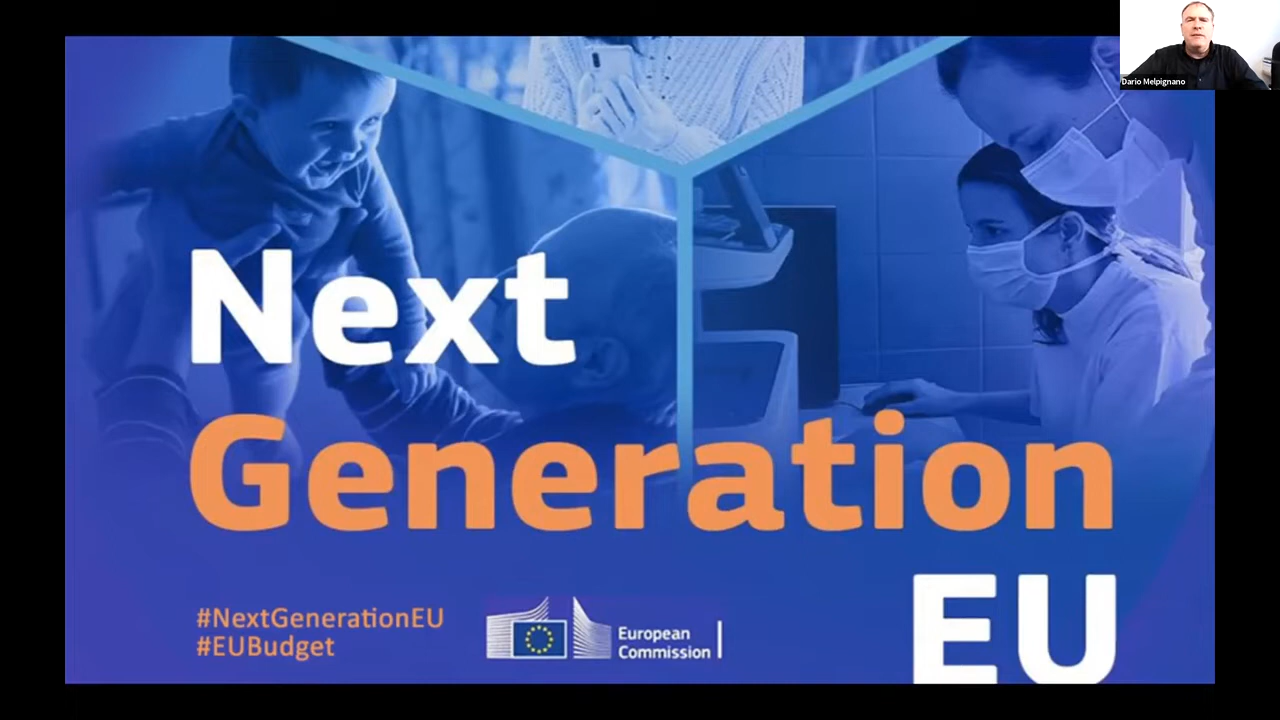 Dario Melpignano
Next
Generation
EU
#NextGenerationEU
#EUBudget
European
Commission